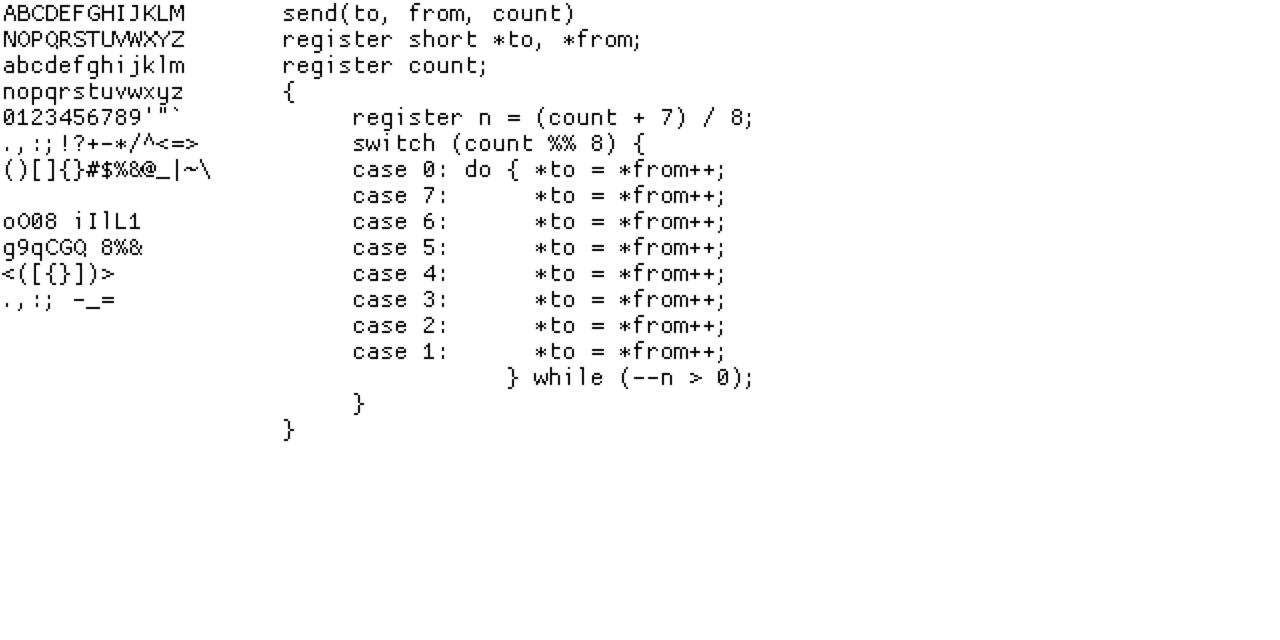 ABCDEFGHIJKLM
NOPQRSTUVWXYZ
abcdefghijklm
nopqrstuvwxyz
0123456789'"`
.,:;!?+-*/^<=>
()[]{}#$%&@_|~\
oO08 iIlL1
g9qCGQ 8%&
<([{}])>
.,:; -_=
send(to, from, count)
register short *to, *from;
register count;
{
     register n = (count + 7) / 8;
     switch (count %% 8) {
     case 0: do { *to = *from++;
     case 7:      *to = *from++;
     case 6:      *to = *from++;
     case 5:      *to = *from++;
     case 4:      *to = *from++;
     case 3:      *to = *from++;
     case 2:      *to = *from++;
     case 1:      *to = *from++;
                } while (--n > 0);
     }
}